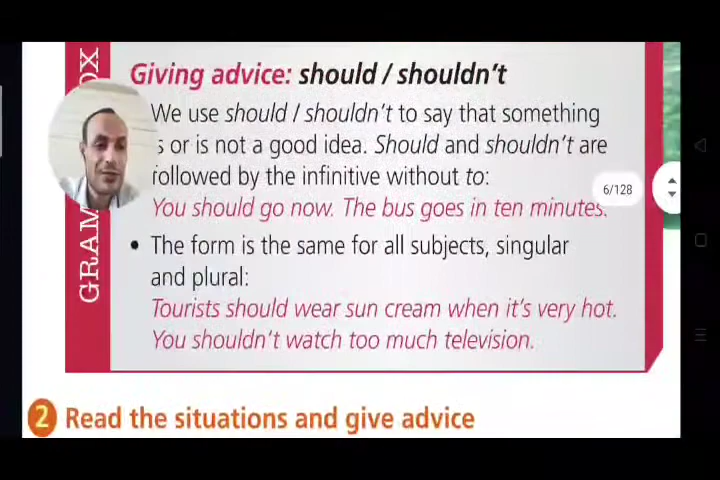 Giving advice: should / shouldn't
We use should / shouldn't to say that something
s or is not a good idea. Should and shouldn't are
followed by the infinitive without to:
6/128
You should go now. The bus goes in ten minutes.
• The form is the same for all subjects, singular
and plural:
Tourists should wear sun cream when it's very hot.
You shouldn't watch too much television.
GRAM OX
2 Read the situations and give advice